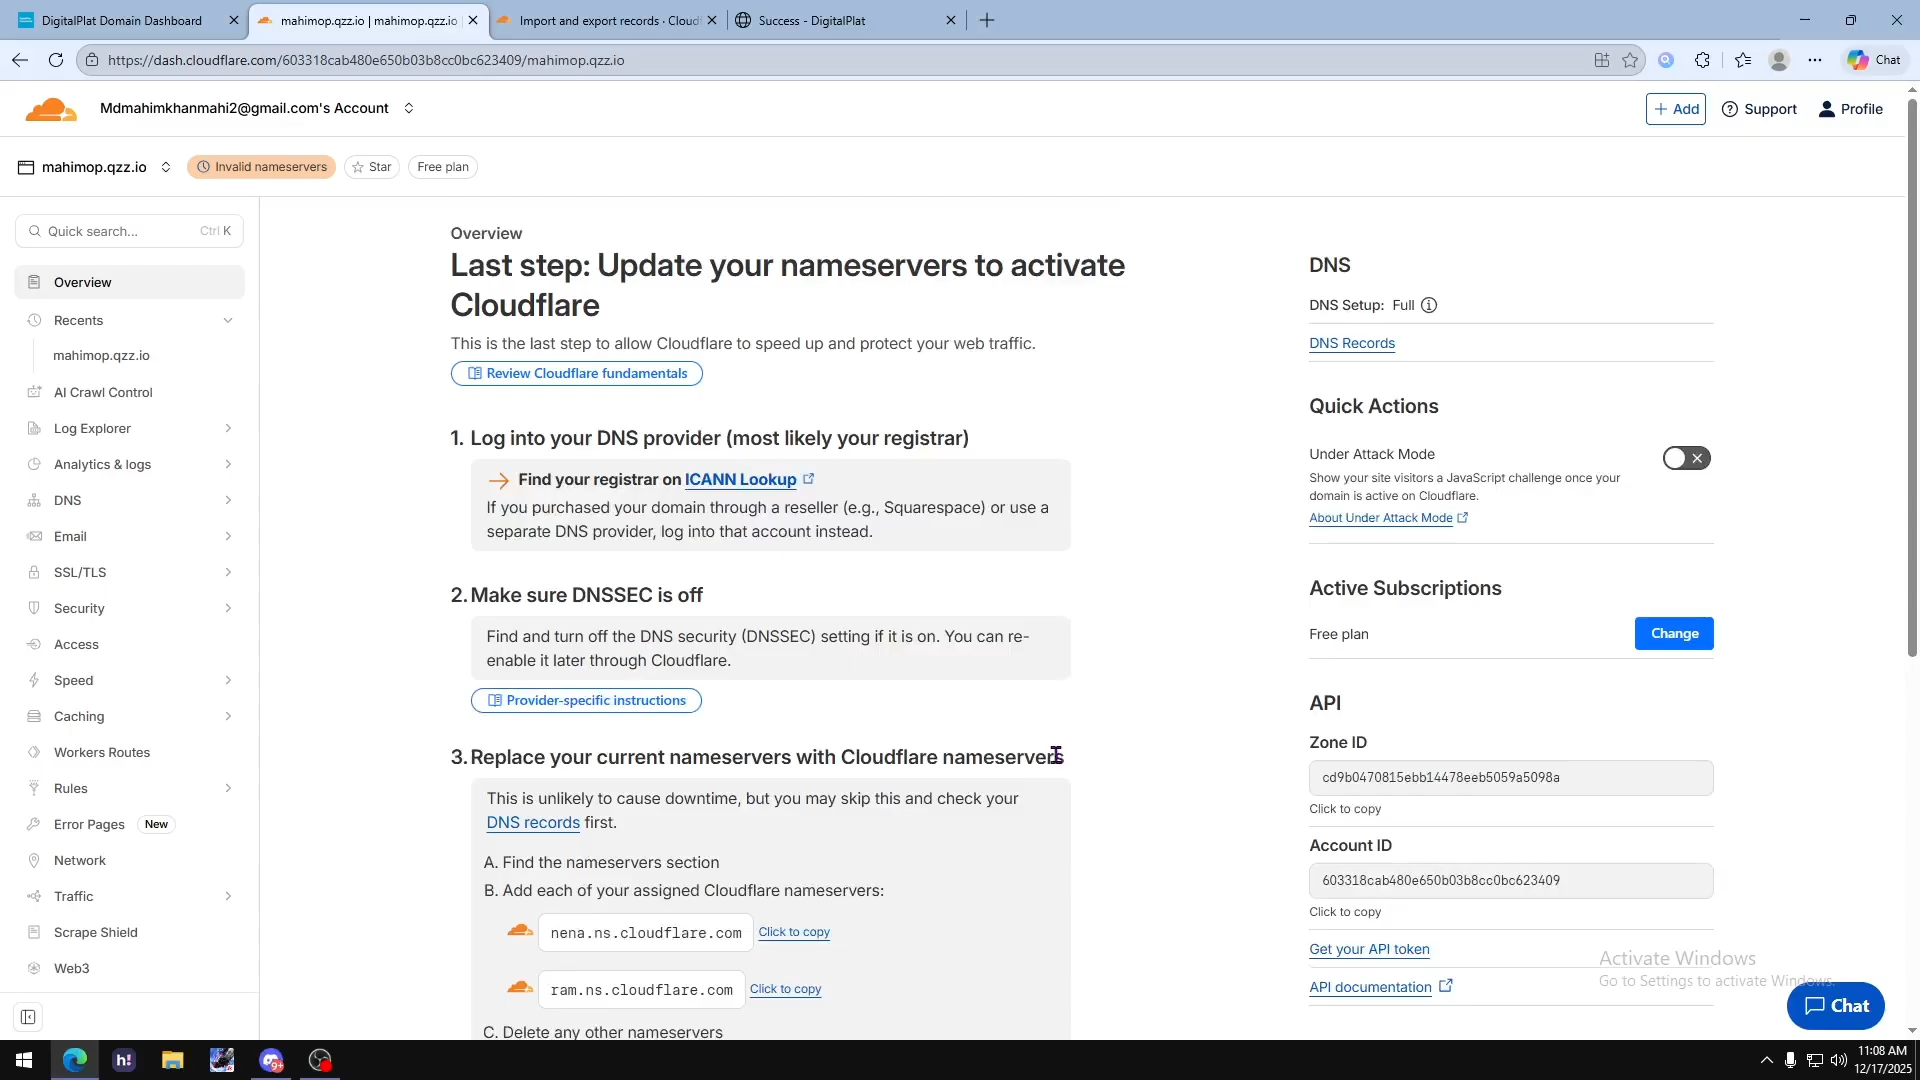 DigitalPlat Domain Dashboard
mahimop.qzz.io | mahimop.qzz.io
Import and export records · Cloudf
Success - DigitalPlat
https://dash.cloudflare.com/603318cab480e650b03b8cc0bc623409/mahimop.qzz.io
Chat
Mdmahimkhanmahi2@gmail.com's Account
Add
Support
Profile
mahimop.qzz.io
Invalid nameservers
Star
Free plan
Quick search...
Ctrl K
Overview
Recents
mahimop.qzz.io
AI Crawl Control
Log Explorer
Analytics & logs
DNS
Email
SSL/TLS
Security
Access
Speed
Caching
Workers Routes
Rules
Error Pages
New
Network
Traffic
Scrape Shield
Web3
Overview
Last step: Update your nameservers to activate
Cloudflare
This is the last step to allow Cloudflare to speed up and protect your web traffic.
Review Cloudflare fundamentals
1. Log into your DNS provider (most likely your registrar)
Find your registrar on ICANN Lookup
If you purchased your domain through a reseller (e.g., Squarespace) or use a
separate DNS provider, log into that account instead.
2. Make sure DNSSEC is off
Find and turn off the DNS security (DNSSEC) setting if it is on. You can re-
enable it later through Cloudflare.
Provider-specific instructions
3. Replace your current nameservers with Cloudflare nameservers
This is unlikely to cause downtime, but you may skip this and check your
DNS records first.
A. Find the nameservers section
B. Add each of your assigned Cloudflare nameservers:
nena.ns.cloudflare.com
Click to copy
ram.ns.cloudflare.com
Click to copy
C. Delete any other nameservers
DNS
DNS Setup: Full
DNS Records
Quick Actions
Under Attack Mode
Show your site visitors a JavaScript challenge once your
domain is active on Cloudflare.
About Under Attack Mode
Active Subscriptions
Free plan
Change
API
Zone ID
cd9b0470815ebb14478eeb5059a5098a
Click to copy
Account ID
603318cab480e650b03b8cc0bc623409
Click to copy
Get your API token
API documentation
Activate Windows
Go to Settings to activate Windows.
Chat
h!
9+
11:08 AM
12/17/2025